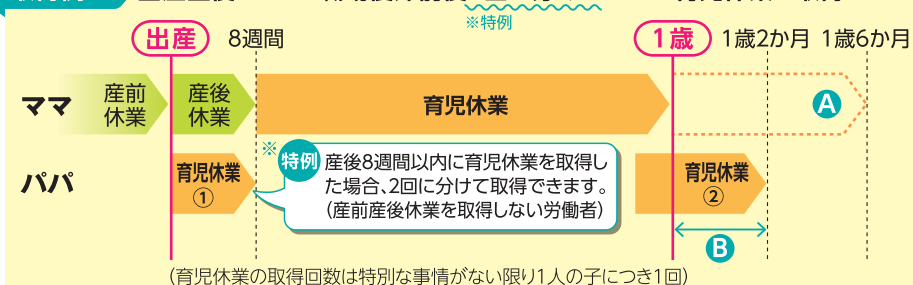 ※特例
出産 8週間 1歳 1歳2か月 1歳6か月
ママ 産前休業 産後休業 育児休業 A
パパ 育児休業① 育児休業②
※特例 産後8週間以内に育児休業を取得し
た場合、2回に分けて取得できます。
(産前産後休業を取得しない労働者)
B
(育児休業の取得回数は特別な事情がない限り1人の子につき1回)